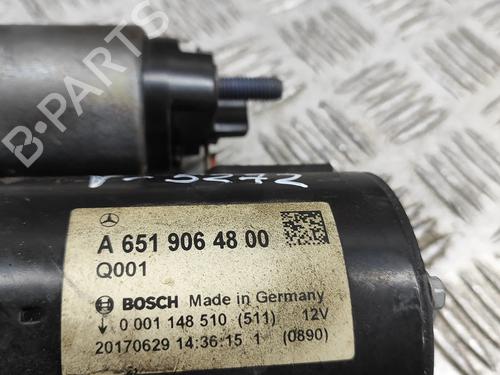 B-PARTS
5272
A 651 906 48 00
Q001
BOSCH Made in Germany
0 001 148 510 (511) 12V
20170629 14:36:15 1 (0890)